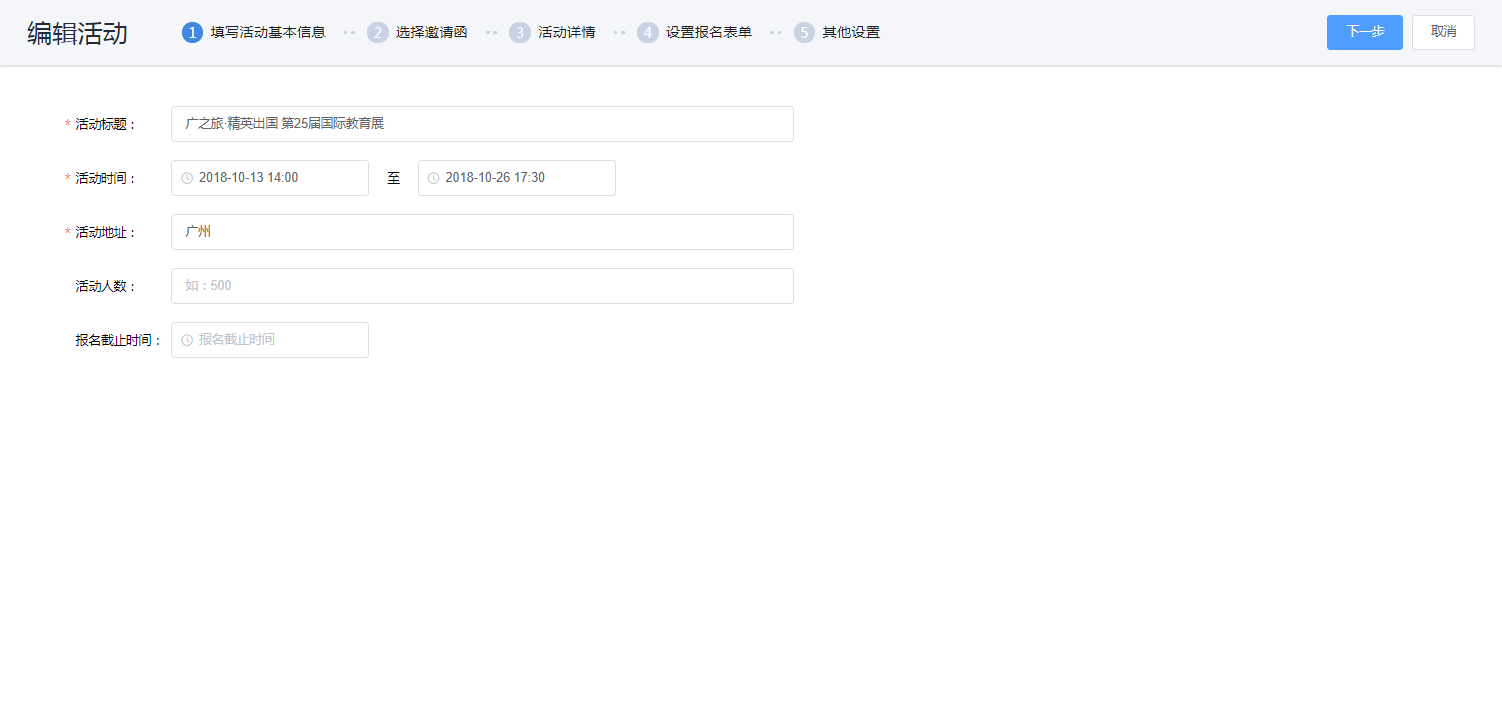 编辑活动 1 填写活动基本信息 2 选择邀请函 3 活动详情 4 设置报名表单 5 其他设置 下一步 取消
* 活动标题： 广之旅·精英出国 第25届国际教育展
* 活动时间： 2018-10-13 14:00 至 2018-10-26 17:30
* 活动地址： 广州
活动人数： 如：500
报名截止时间： 报名截止时间